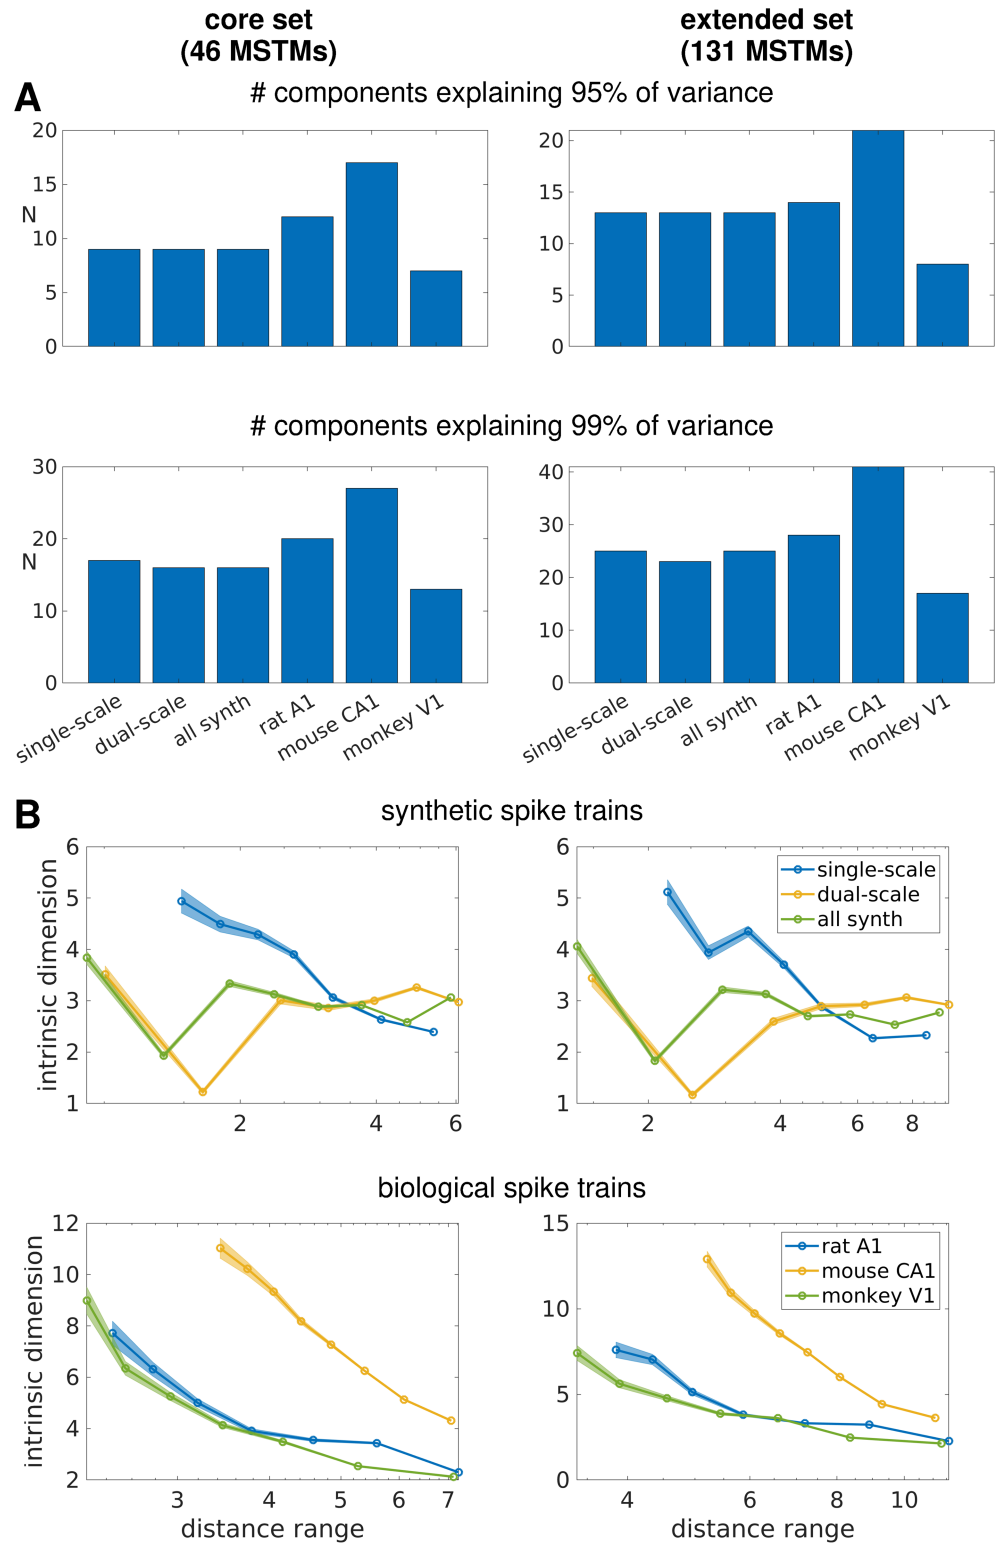 core set
(46 MSTMs)
extended set
(131 MSTMs)
A
# components explaining 95% of variance
20
15
N
10
5
0
20
15
10
5
0
# components explaining 99% of variance
30
20
N
10
0
single-scale
dual-scale
all synth
rat A1
mouse CA1
monkey V1
40
30
20
10
0
single-scale
dual-scale
all synth
rat A1
mouse CA1
monkey V1
B
synthetic spike trains
intrinsic dimension
6
5
4
3
2
1
2 4 6
6
5
4
3
2
1
2 4 6 8
single-scale
dual-scale
all synth
biological spike trains
intrinsic dimension
12
10
8
6
4
2
3 4 5 6 7
distance range
15
10
5
0
4 6 8 10
distance range
rat A1
mouse CA1
monkey V1